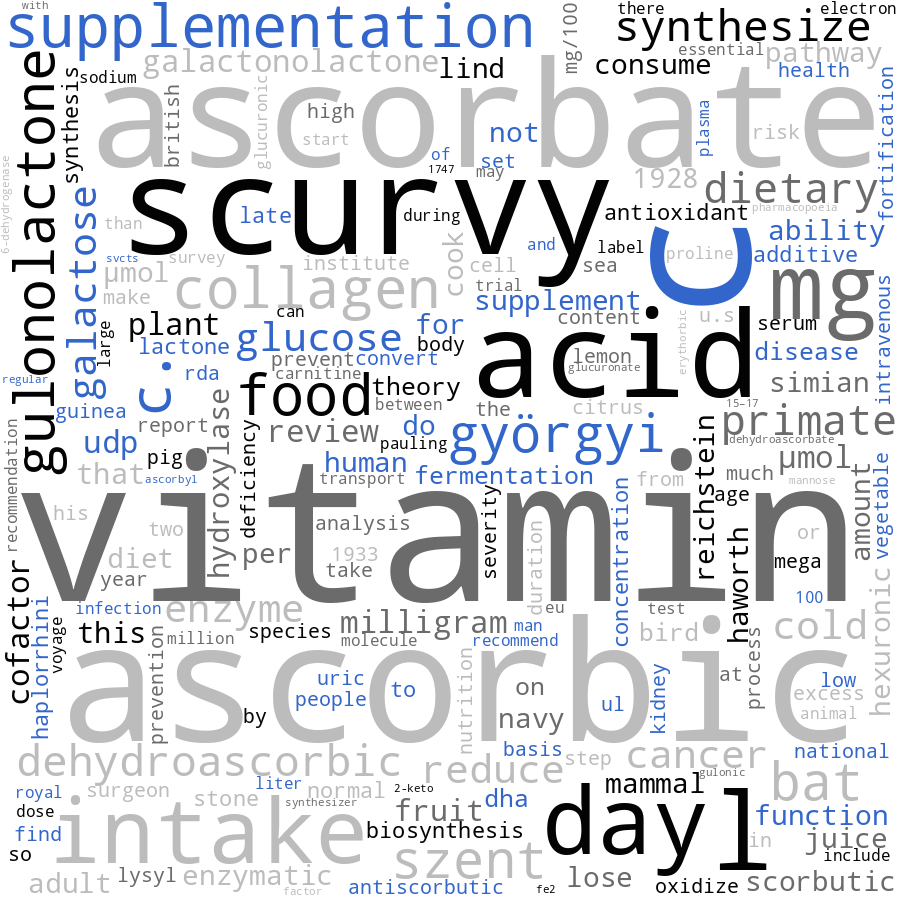 with
supplementation
there
electron
synthesize
mg/100
galactonolactone
lind
essential
pathway
consume
health
sodium
gulonolactone
synthesis
ascorbate
british
glucuronic
high
start
not
plasma
risk
fortification
of
1747
set
may
1928
dietary
6-dehydrogenase
scurvy
galactose
than
late
during
antioxidant
pharmacopoeia
ability
and
label
C
proline
additive
svcts
survey
µmol
institute
cook
cell
sea
mg
make
collagen
trial
supplement
u.s
intravenous
can
content
serum
large
plant
glucose
for
acid
erythorbic
lactone
body
lemon
disease
prevent
convert
glucuronate
regular
rda
carnitine
theory
simian
c.
food
between
the
citrus
15–17
guinea
hydroxylase
report
review
do
györgyi
primate
recommendation
udp
pauling
reichstein
dehydroascorbate
pig
deficiency
human
µmol
that
ascorbyl
transport
fermentation
from
much
mannose
vitamin
age
amount
vegetable
his
two
analysis
severity
concentration
or
diet
per
1933
duration
haworth
mega
year
take
cofactor
haplorrhini
infection
enzyme
eu
test
100
hexuronic
voyage
this
million
species
milligram
man
molecule
recommend
bird
cold
prevention
ascorbic
nutrition
uric
on
kidney
at
process
low
people
to
ul
excess
by
navy
animal
dehydroascorbic
basis
step
cancer
national
reduce
gulonic
royal
surgeon
liter
normal
2-keto
mammal
bat
dose
stone
synthesizer
fruit
dha
day
l
function
find
intake
biosynthesis
in
juice
so
szent
include
adult
lysyl
enzymatic
lose
scorbutic
factor
antiscorbutic
fe2
oxidize